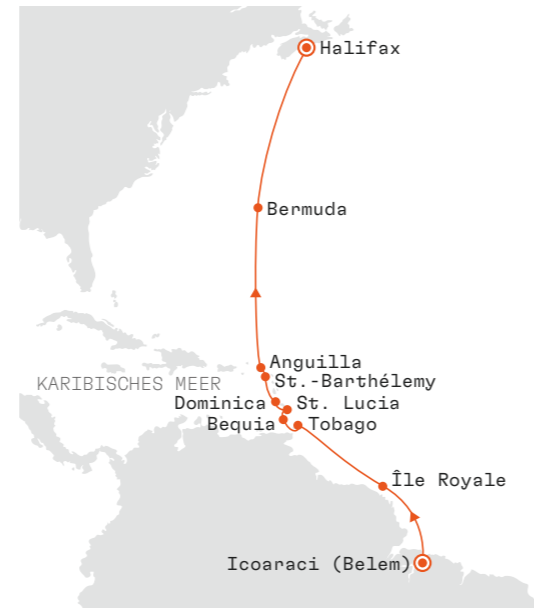 Halifax
Bermuda
Anguilla
St.-Barthélemy
KARIBISCHES MEER
Dominica
St. Lucia
Bequia
Tobago
Île Royale
Icoaraci (Belem)